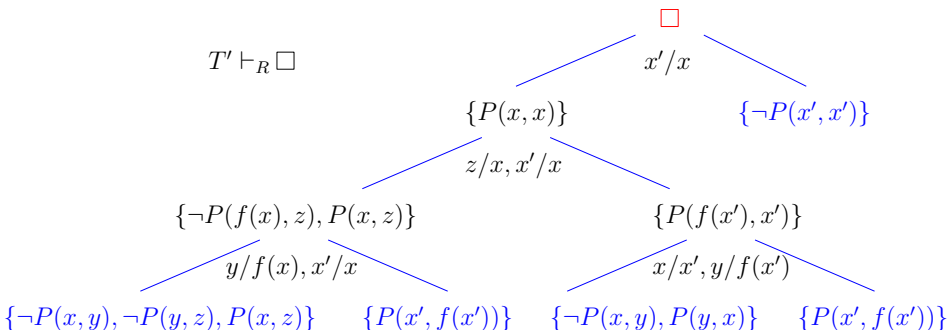 □
T′ ⊢_R □
x′/x
{P(x, x)} {¬P(x′, x′)}
z/x, x′/x
{¬P(f(x), z), P(x, z)} {P(f(x′), x′)}
y/f(x), x′/x x/x′, y/f(x′)
{¬P(x, y), ¬P(y, z), P(x, z)} {P(x′, f(x′))} {¬P(x, y), P(y, x)} {P(x′, f(x′))}